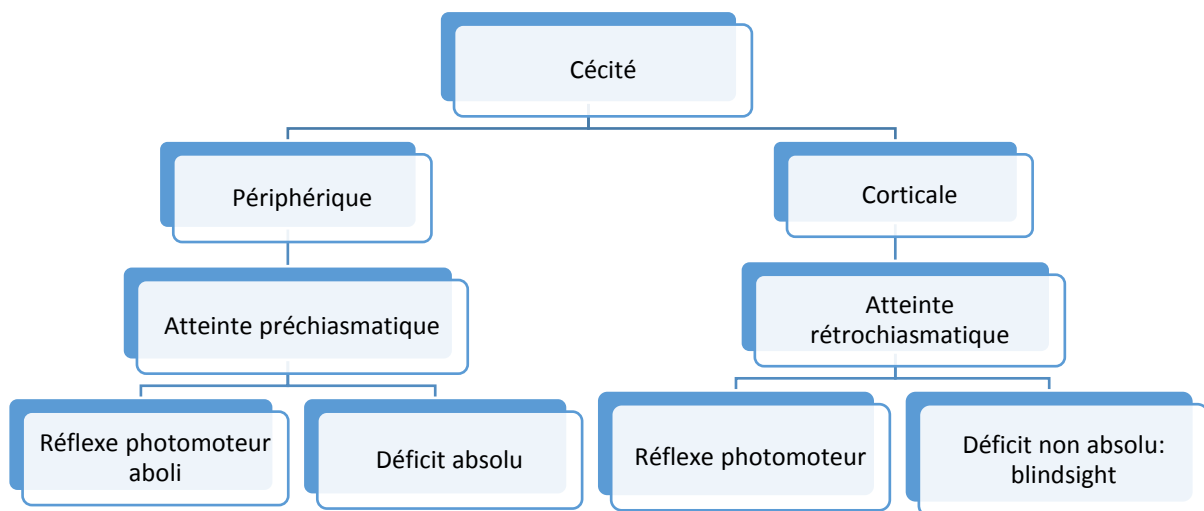 Cécité
Périphérique
Corticale
Atteinte préchiasmatique
Atteinte
rétrochiasmatique
Réflexe photomoteur
aboli
Déficit absolu
Réflexe photomoteur
Déficit non absolu:
blindsight